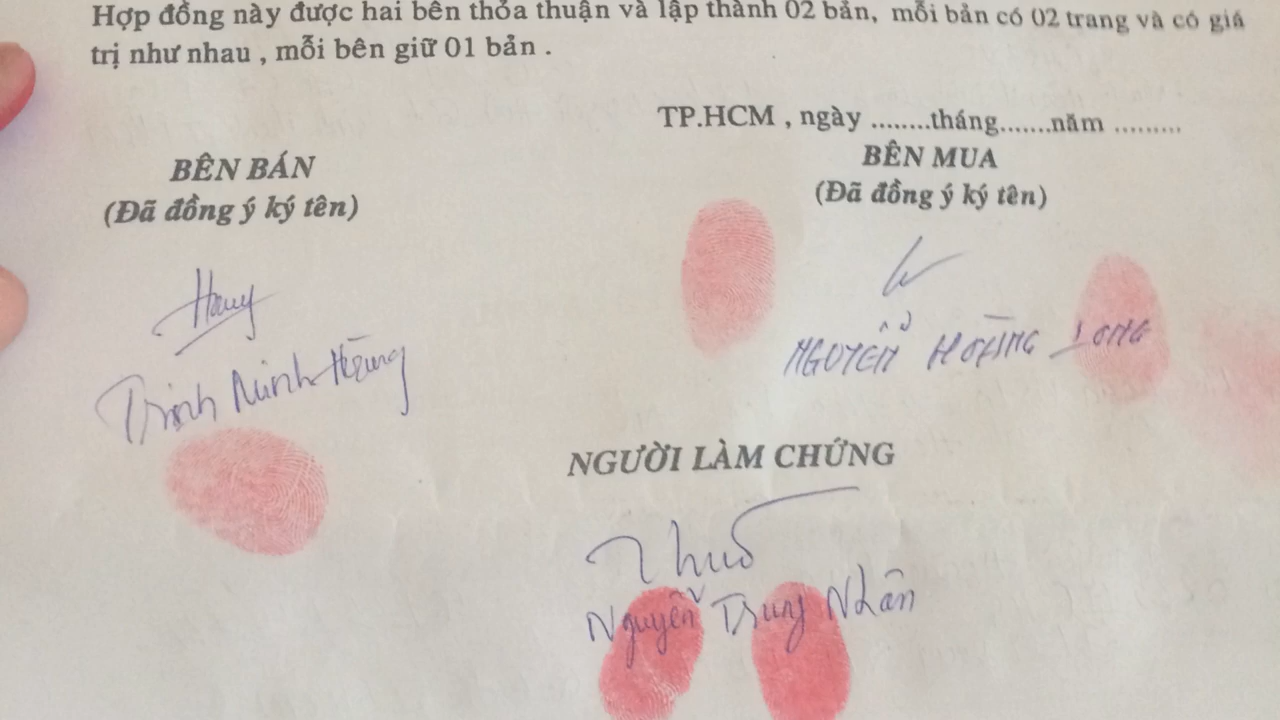 Hợp đồng này được hai bên thỏa thuận và lập thành 02 bản, mỗi bản có 02 trang và có giá
trị như nhau , mỗi bên giữ 01 bản .
TP.HCM , ngày ........tháng.......năm .........
BÊN BÁN
(Đã đồng ý ký tên)
BÊN MUA
(Đã đồng ý ký tên)
Trịnh Minh Hùng
NGUYỄN HOÀNG LONG
NGƯỜI LÀM CHỨNG
Nguyễn Trung Nhân